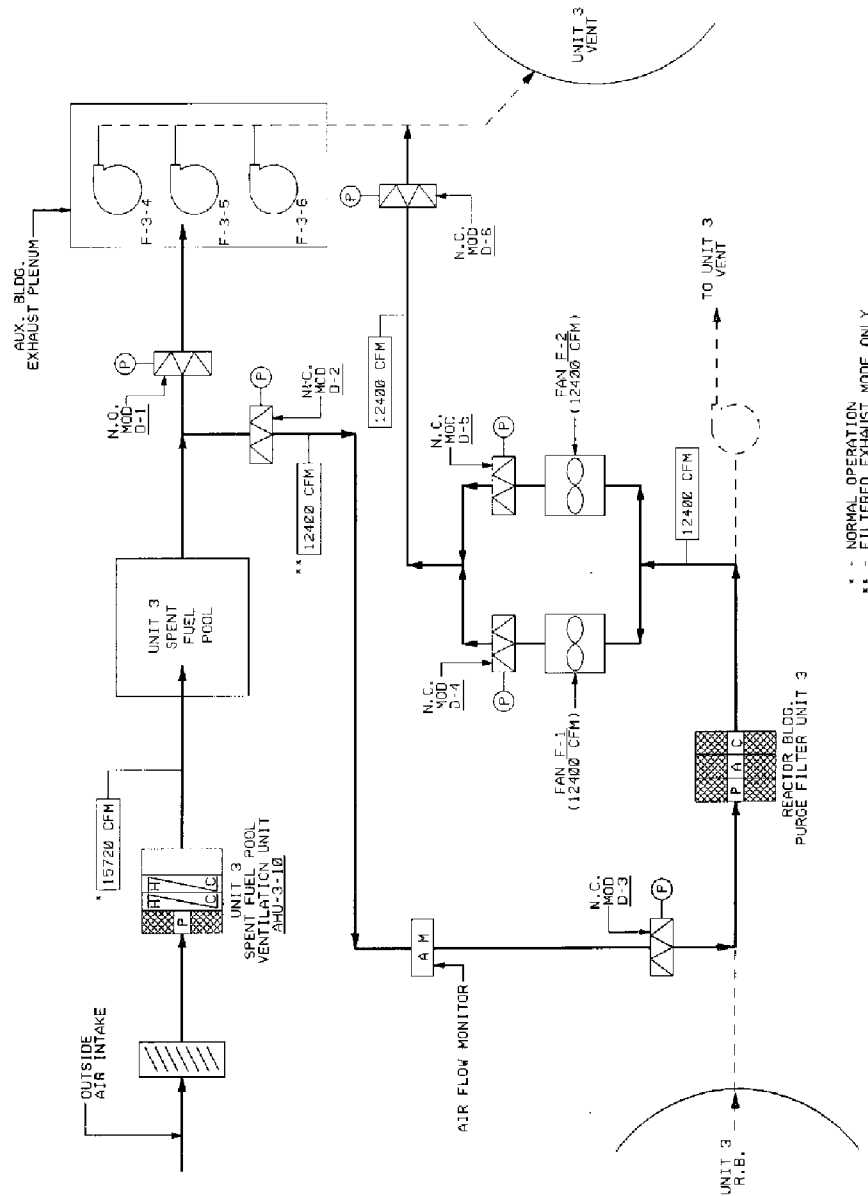 OUTSIDE
AIR INTAKE
P
H
H
C
C
UNIT 3
SPENT FUEL POOL
VENTILATION UNIT
AHU-3-10
*
15720 CFM
UNIT 3
SPENT
FUEL
POOL
N.O.
MOD
D-1
P
AUX. BLDG.
EXHAUST PLENUM
F-3-4
F-3-5
F-3-6
UNIT 3
VENT
N.C.
MOD
D-2
P
**
12400 CFM
12400 CFM
P
N.C.
MOD
D-6
N.C.
MOD
D-4
P
N.C.
MOD
D-5
P
FAN F-1
(12400 CFM)
FAN F-2
(12400 CFM)
12400 CFM
AIR FLOW MONITOR
A M
N.C.
MOD
D-3
P
P A C
REACTOR BLDG.
PURGE FILTER UNIT 3
TO UNIT 3
VENT
UNIT 3
R.B.
* - NORMAL OPERATION
** - FILTERED EXHAUST MODE ONLY